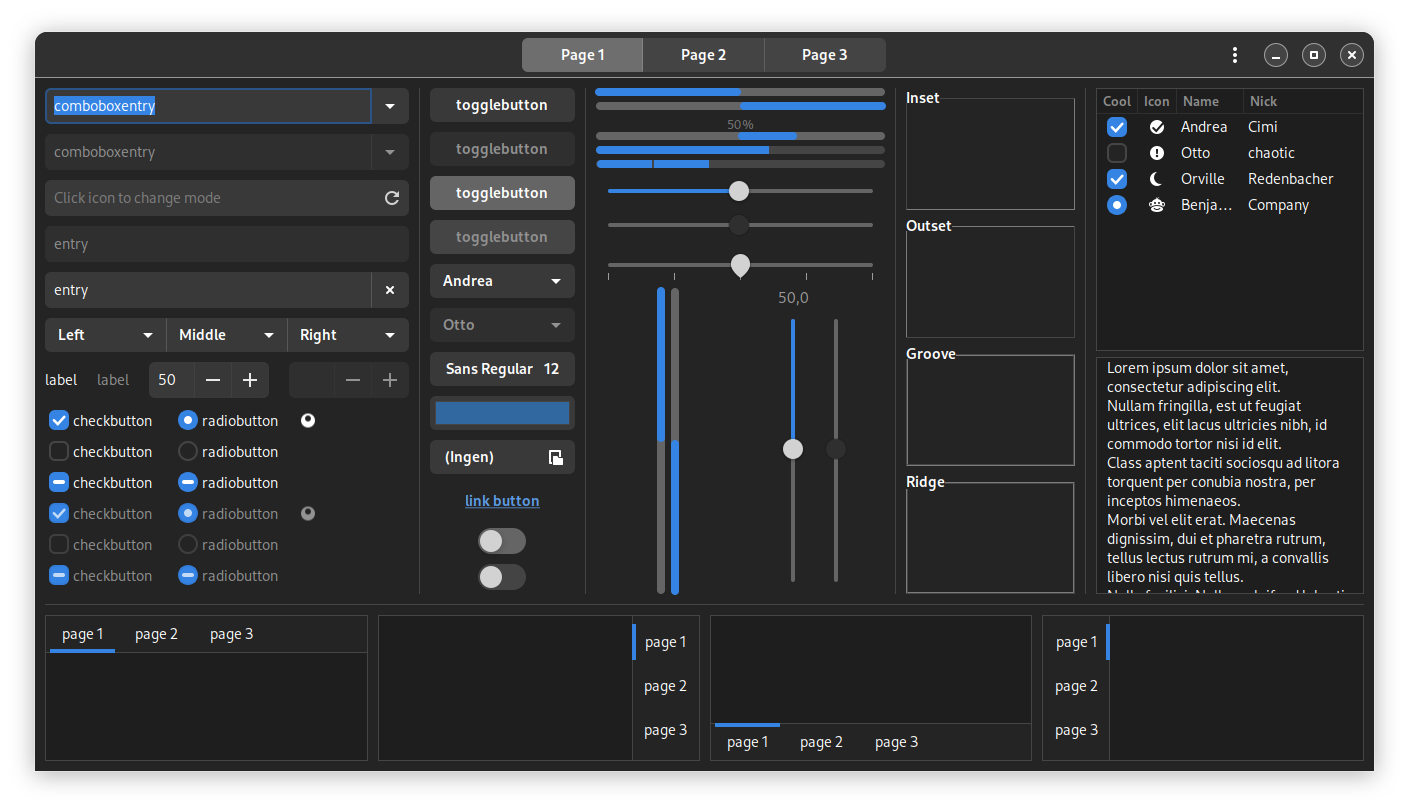 Page 1 Page 2 Page 3
comboboxentry
comboboxentry
Click icon to change mode
entry
entry
Left Middle Right
label label 50
checkbutton radiobutton
checkbutton radiobutton
checkbutton radiobutton
checkbutton radiobutton
checkbutton radiobutton
checkbutton radiobutton
togglebutton
togglebutton
togglebutton
togglebutton
Andrea
Otto
Sans Regular 12
(Ingen)
link button
50%
50,0
Inset
Outset
Groove
Ridge
Cool Icon Name Nick
Andrea Cimi
Otto chaotic
Orville Redenbacher
Benja… Company
Lorem ipsum dolor sit amet,
consectetur adipiscing elit.
Nullam fringilla, est ut feugiat
ultrices, elit lacus ultricies nibh, id
commodo tortor nisi id elit.
Class aptent taciti sociosqu ad litora
torquent per conubia nostra, per
inceptos himenaeos.
Morbi vel elit erat. Maecenas
dignissim, dui et pharetra rutrum,
tellus lectus rutrum mi, a convallis
libero nisi quis tellus.
page 1 page 2 page 3
page 1
page 2
page 3
page 1 page 2 page 3
page 1
page 2
page 3